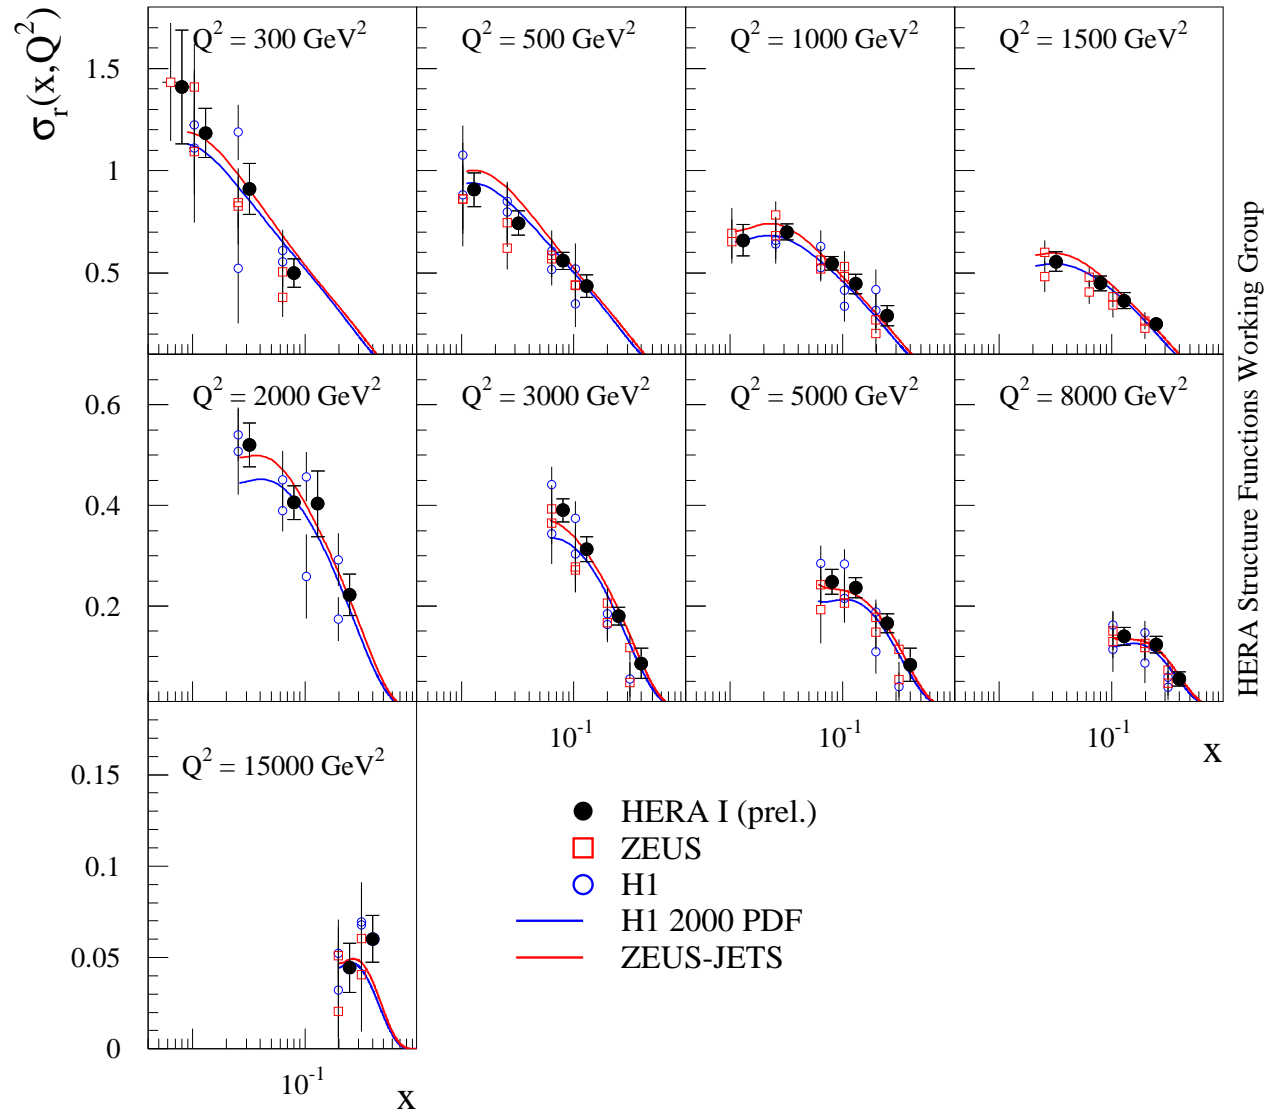 σr(x,Q²)
Q² = 300 GeV²
Q² = 500 GeV²
Q² = 1000 GeV²
Q² = 1500 GeV²
1.5
1
0.5
Q² = 2000 GeV²
Q² = 3000 GeV²
Q² = 5000 GeV²
Q² = 8000 GeV²
0.6
0.4
0.2
10⁻¹
10⁻¹
10⁻¹
x
Q² = 15000 GeV²
0.15
0.1
0.05
0
10⁻¹
x
HERA I (prel.)
ZEUS
H1
H1 2000 PDF
ZEUS-JETS
HERA Structure Functions Working Group